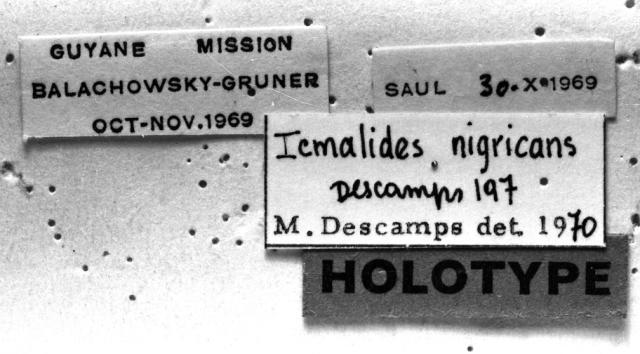 GUYANE MISSION
BALACHOWSKY-GRUNER
OCT-NOV.1969
SAUL 30.X.1969
Icmalides nigricans
Descamps 197
M. Descamps det. 1970
HOLOTYPE